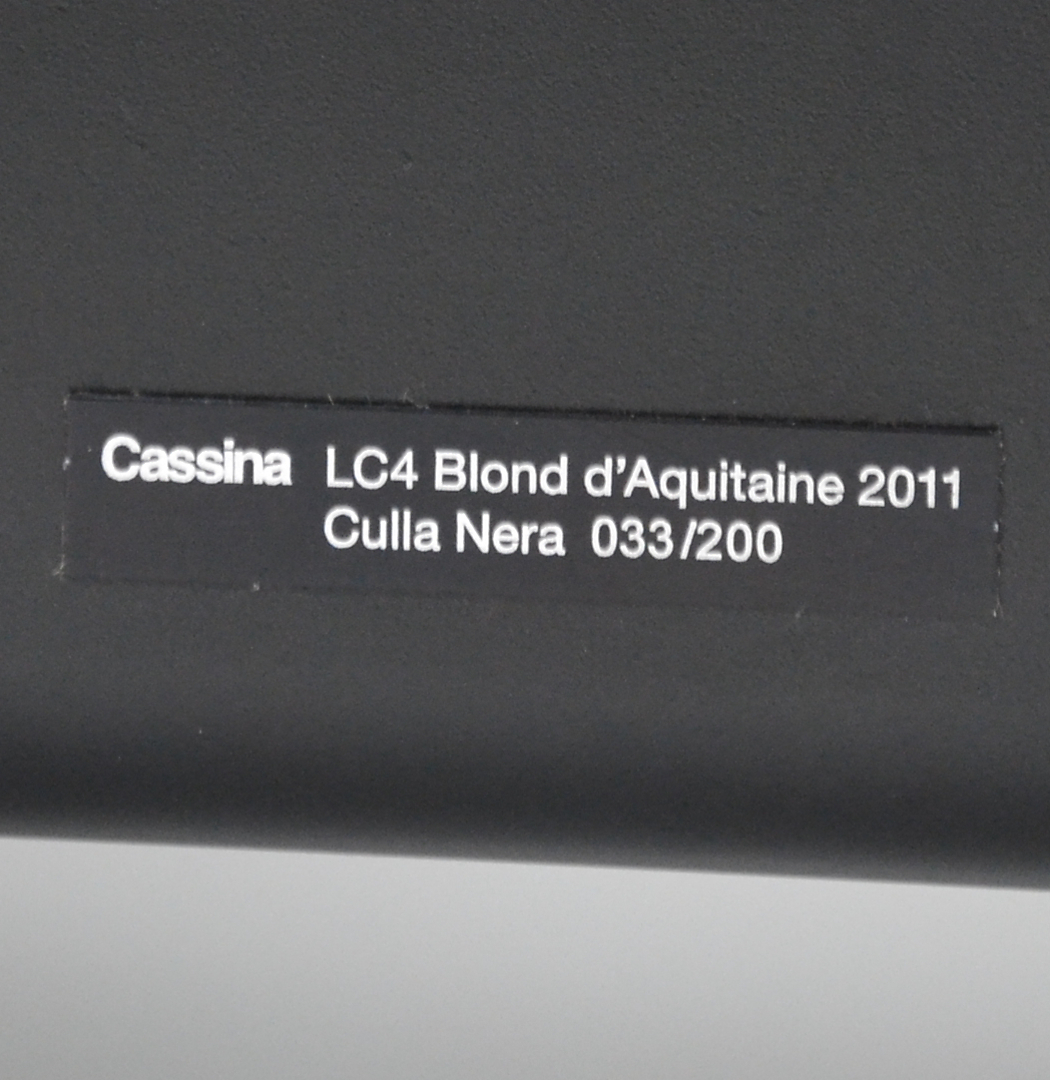 Cassina LC4 Blond d'Aquitaine 2011
Culla Nera 033/200